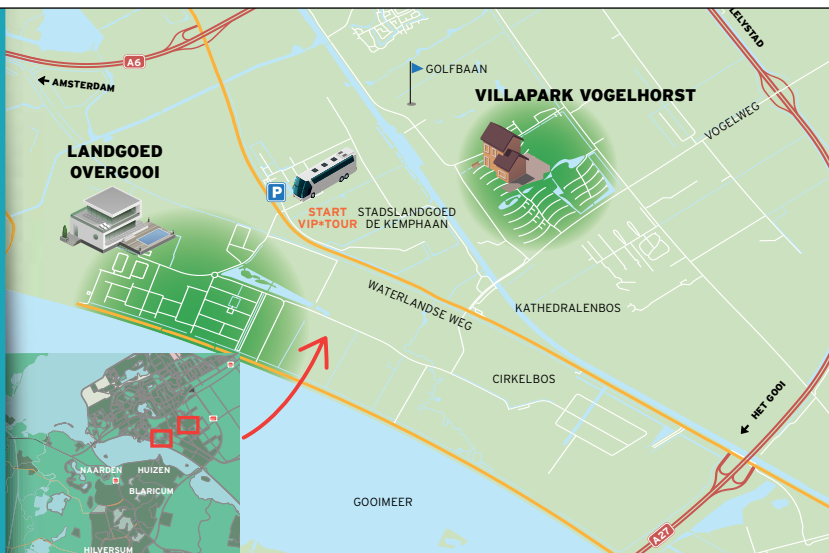 A6
← AMSTERDAM
GOLFBAAN
LELYSTAD
VILLAPARK VOGELHORST
VOGELWEG
LANDGOED
OVERGOOI
P
START
VIP*TOUR
STADSLANDGOED
DE KEMPHAAN
WATERLANDSE WEG
KATHEDRALENBOS
CIRKELBOS
← HET GOOI
NAARDEN
HUIZEN
BLARICUM
GOOIMEER
A27
HILVERSUM